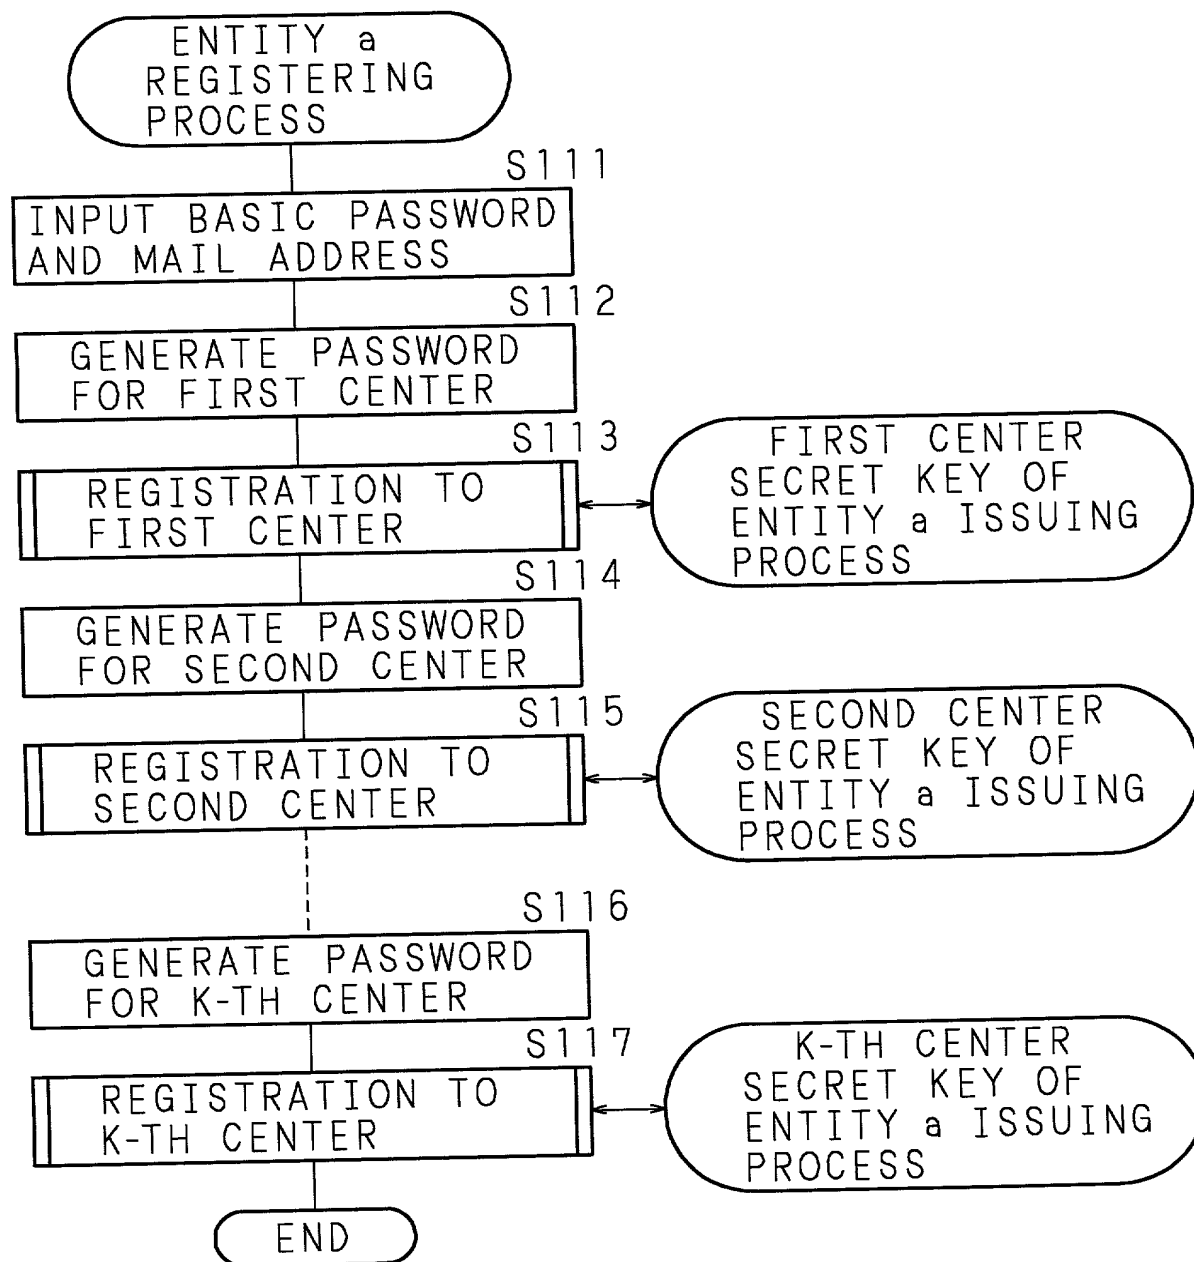 ENTITY a
REGISTERING
PROCESS
S111
INPUT BASIC PASSWORD
AND MAIL ADDRESS
S112
GENERATE PASSWORD
FOR FIRST CENTER
S113
REGISTRATION TO
FIRST CENTER
FIRST CENTER
SECRET KEY OF
ENTITY a ISSUING
PROCESS
S114
GENERATE PASSWORD
FOR SECOND CENTER
S115
REGISTRATION TO
SECOND CENTER
SECOND CENTER
SECRET KEY OF
ENTITY a ISSUING
PROCESS
S116
GENERATE PASSWORD
FOR K-TH CENTER
S117
REGISTRATION TO
K-TH CENTER
K-TH CENTER
SECRET KEY OF
ENTITY a ISSUING
PROCESS
END